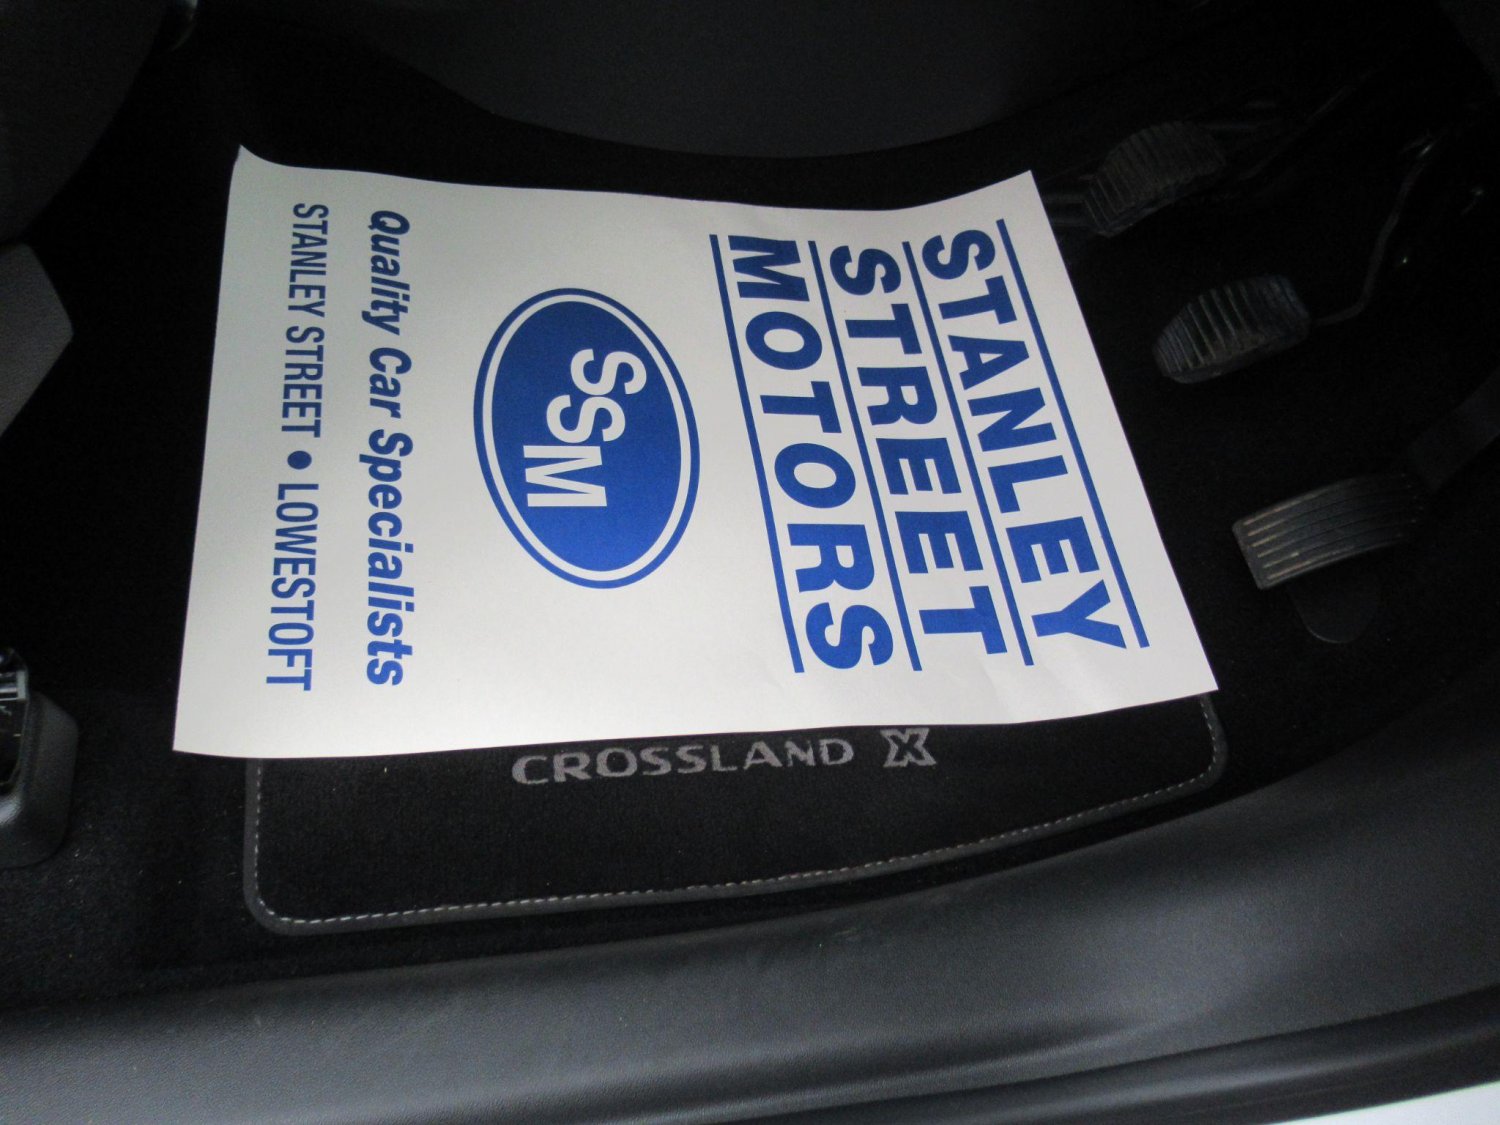 STANLEY
STREET
MOTORS
SSM
Quality Car Specialists
STANLEY STREET ● LOWESTOFT
CROSSLAND X